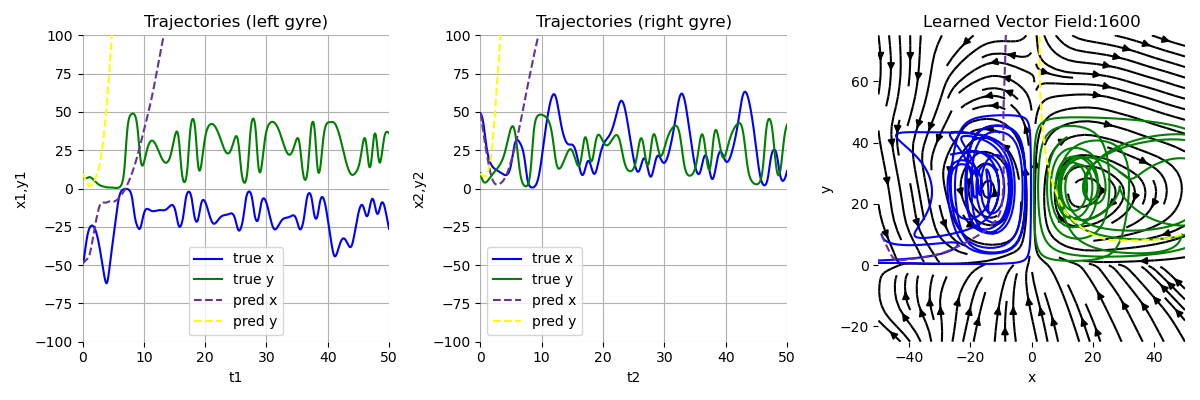 Trajectories (left gyre)
100
75
50
25
0
−25
−50
−75
−100
x1,y1
0
10
20
30
40
50
t1
true x
true y
pred x
pred y
Trajectories (right gyre)
100
75
50
25
0
−25
−50
−75
−100
x2,y2
0
10
20
30
40
50
t2
true x
true y
pred x
pred y
Learned Vector Field:1600
60
40
20
0
−20
y
−40
−20
0
20
40
x